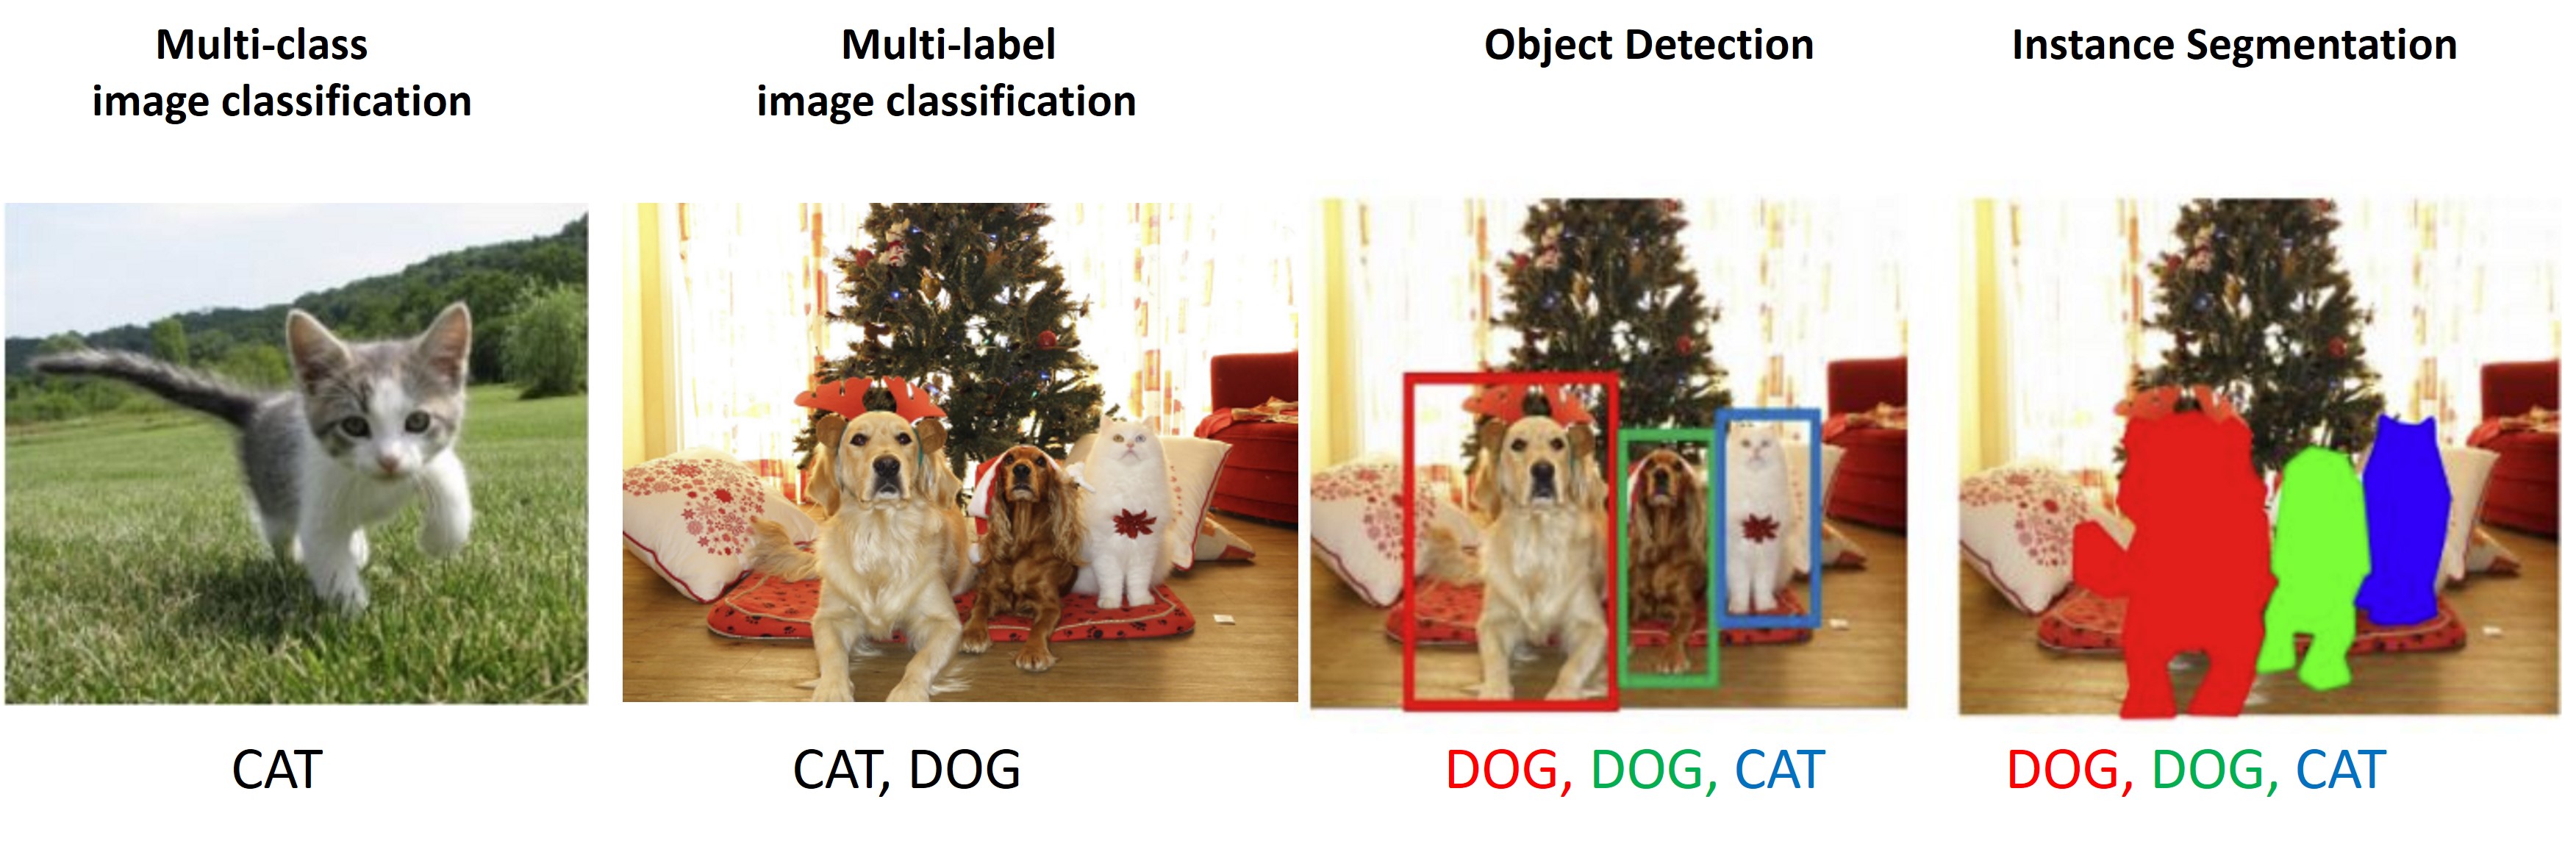 Multi-class
image classification
Multi-label
image classification
Object Detection
Instance Segmentation
CAT
CAT, DOG
DOG, DOG, CAT
DOG, DOG, CAT